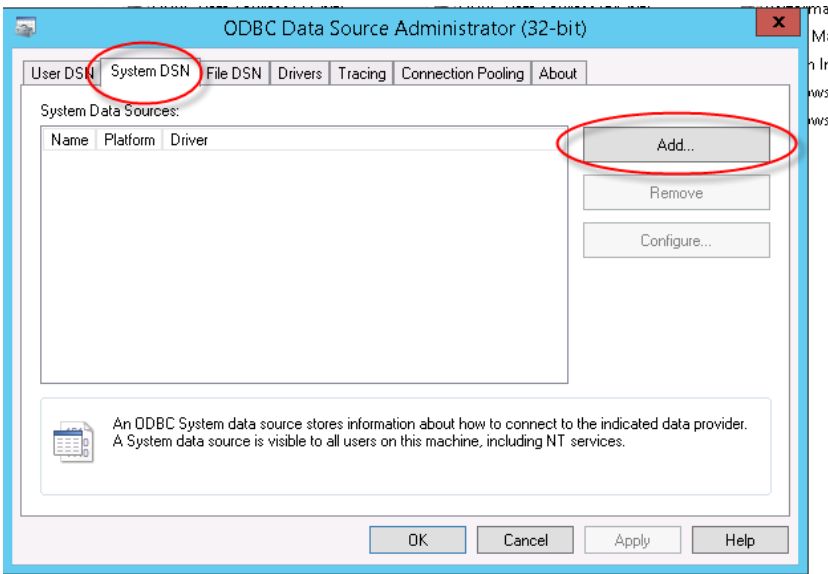 ODBC Data Source Administrator (32-bit)
User DSN System DSN File DSN Drivers Tracing Connection Pooling About
System Data Sources:
Name Platform Driver
Add...
Remove
Configure...
An ODBC System data source stores information about how to connect to the indicated data provider.
A System data source is visible to all users on this machine, including NT services.
OK Cancel Apply Help